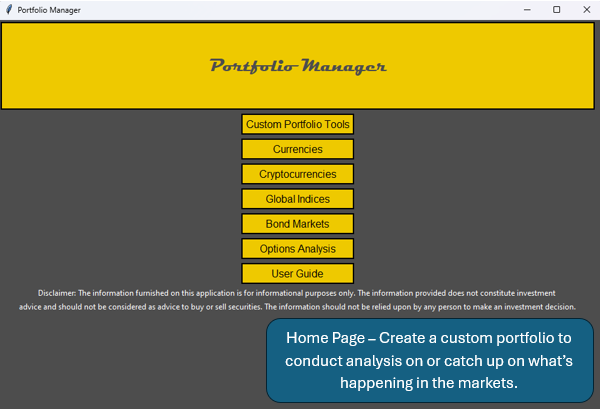 Portfolio Manager
Portfolio Manager
Custom Portfolio Tools
Currencies
Cryptocurrencies
Global Indices
Bond Markets
Options Analysis
User Guide
Disclaimer: The information furnished on this application is for informational purposes only. The information provided does not constitute investment
advice and should not be considered as advice to buy or sell securities. The information should not be relied upon by any person to make an investment decision.
Home Page – Create a custom portfolio to
conduct analysis on or catch up on what’s
happening in the markets.